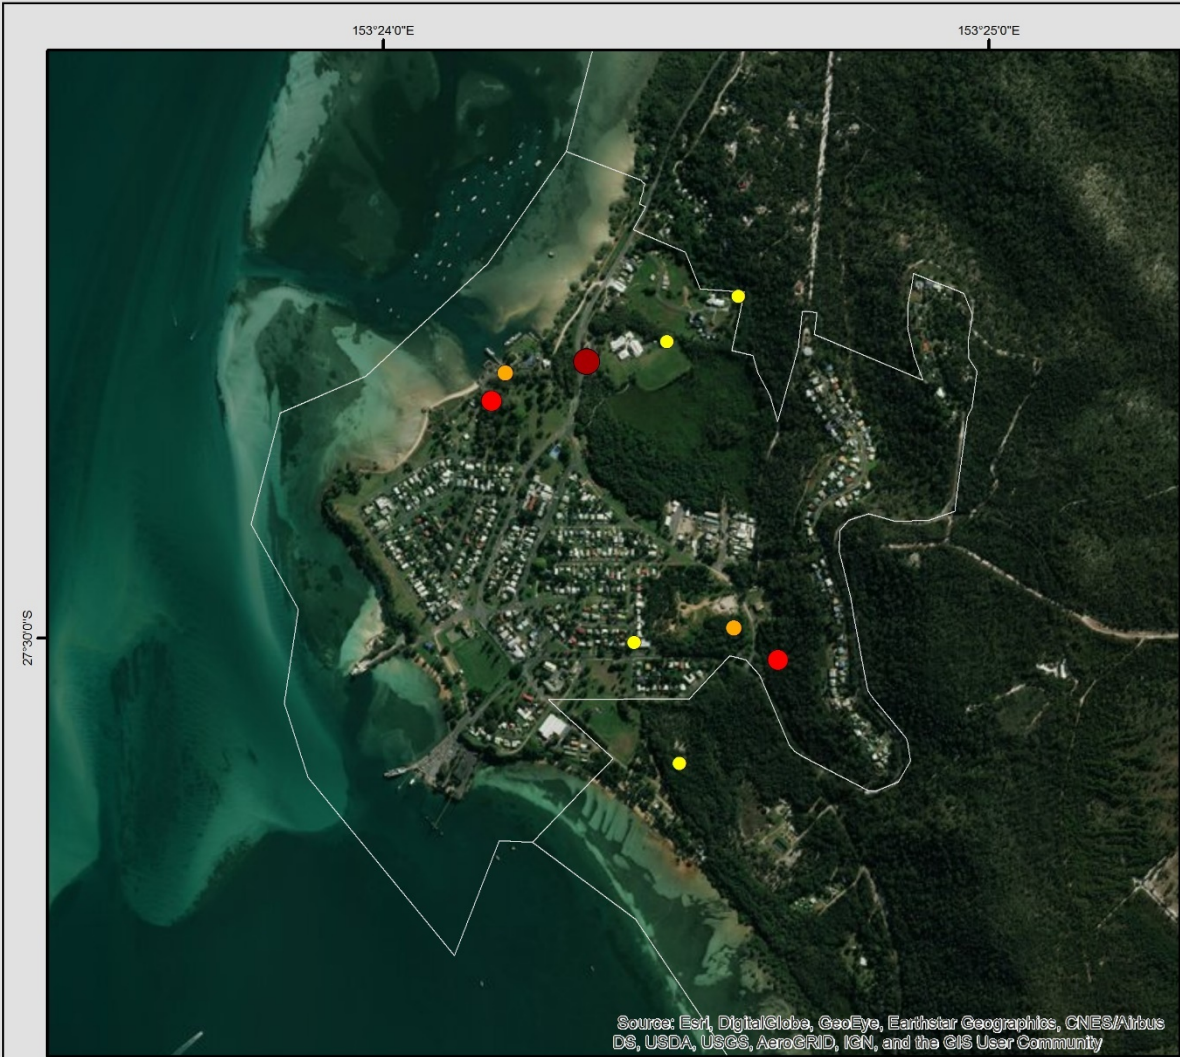 153°24'0"E
153°25'0"E
27°30'0"S
Source: Esri, DigitalGlobe, GeoEye, Earthstar Geographics, CNES/Airbus
DS, USDA, USGS, AeroGRID, IGN, and the GIS User Community